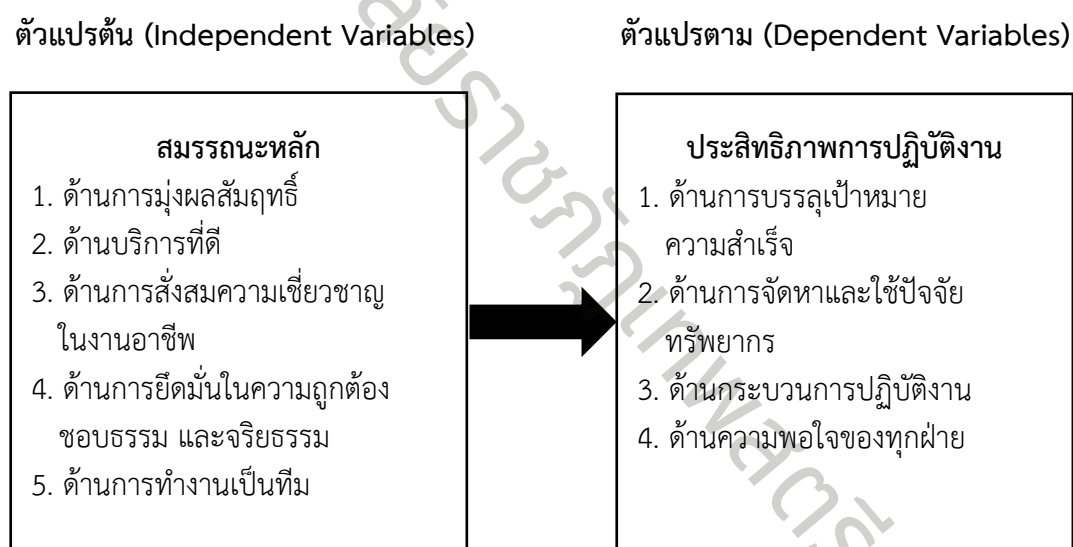 ตัวแปรต้น (Independent Variables)
ตัวแปรตาม (Dependent Variables)
สมรรถนะหลัก
1. ด้านการมุ่งผลสัมฤทธิ์
2. ด้านบริการที่ดี
3. ด้านการสั่งสมความเชี่ยวชาญ
ในงานอาชีพ
4. ด้านการยึดมั่นในความถูกต้อง
ชอบธรรม และจริยธรรม
5. ด้านการทำงานเป็นทีม
ประสิทธิภาพการปฏิบัติงาน
1. ด้านการบรรลุเป้าหมาย
ความสำเร็จ
2. ด้านการจัดหาและใช้ปัจจัย
ทรัพยากร
3. ด้านกระบวนการปฏิบัติงาน
4. ด้านความพอใจของทุกฝ่าย
ลัยราชภัฏเทพสตรี